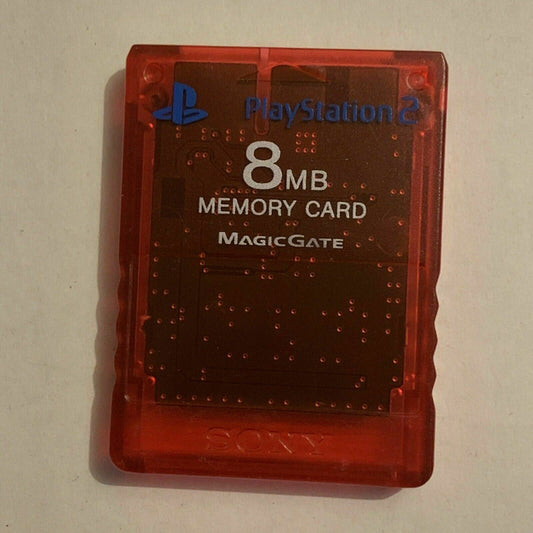 PlayStation 2
8MB
MEMORY CARD
MAGICGATE
SONY